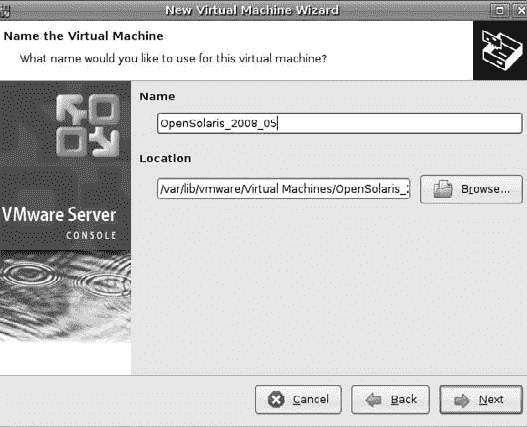 New Virtual Machine Wizard
Name the Virtual Machine
What name would you like to use for this virtual machine?
Name
OpenSolaris_2008_05
Location
/var/lib/vmware/Virtual Machines/OpenSolaris_
Browse...
VMware Server
CONSOLE
Cancel
Back
Next